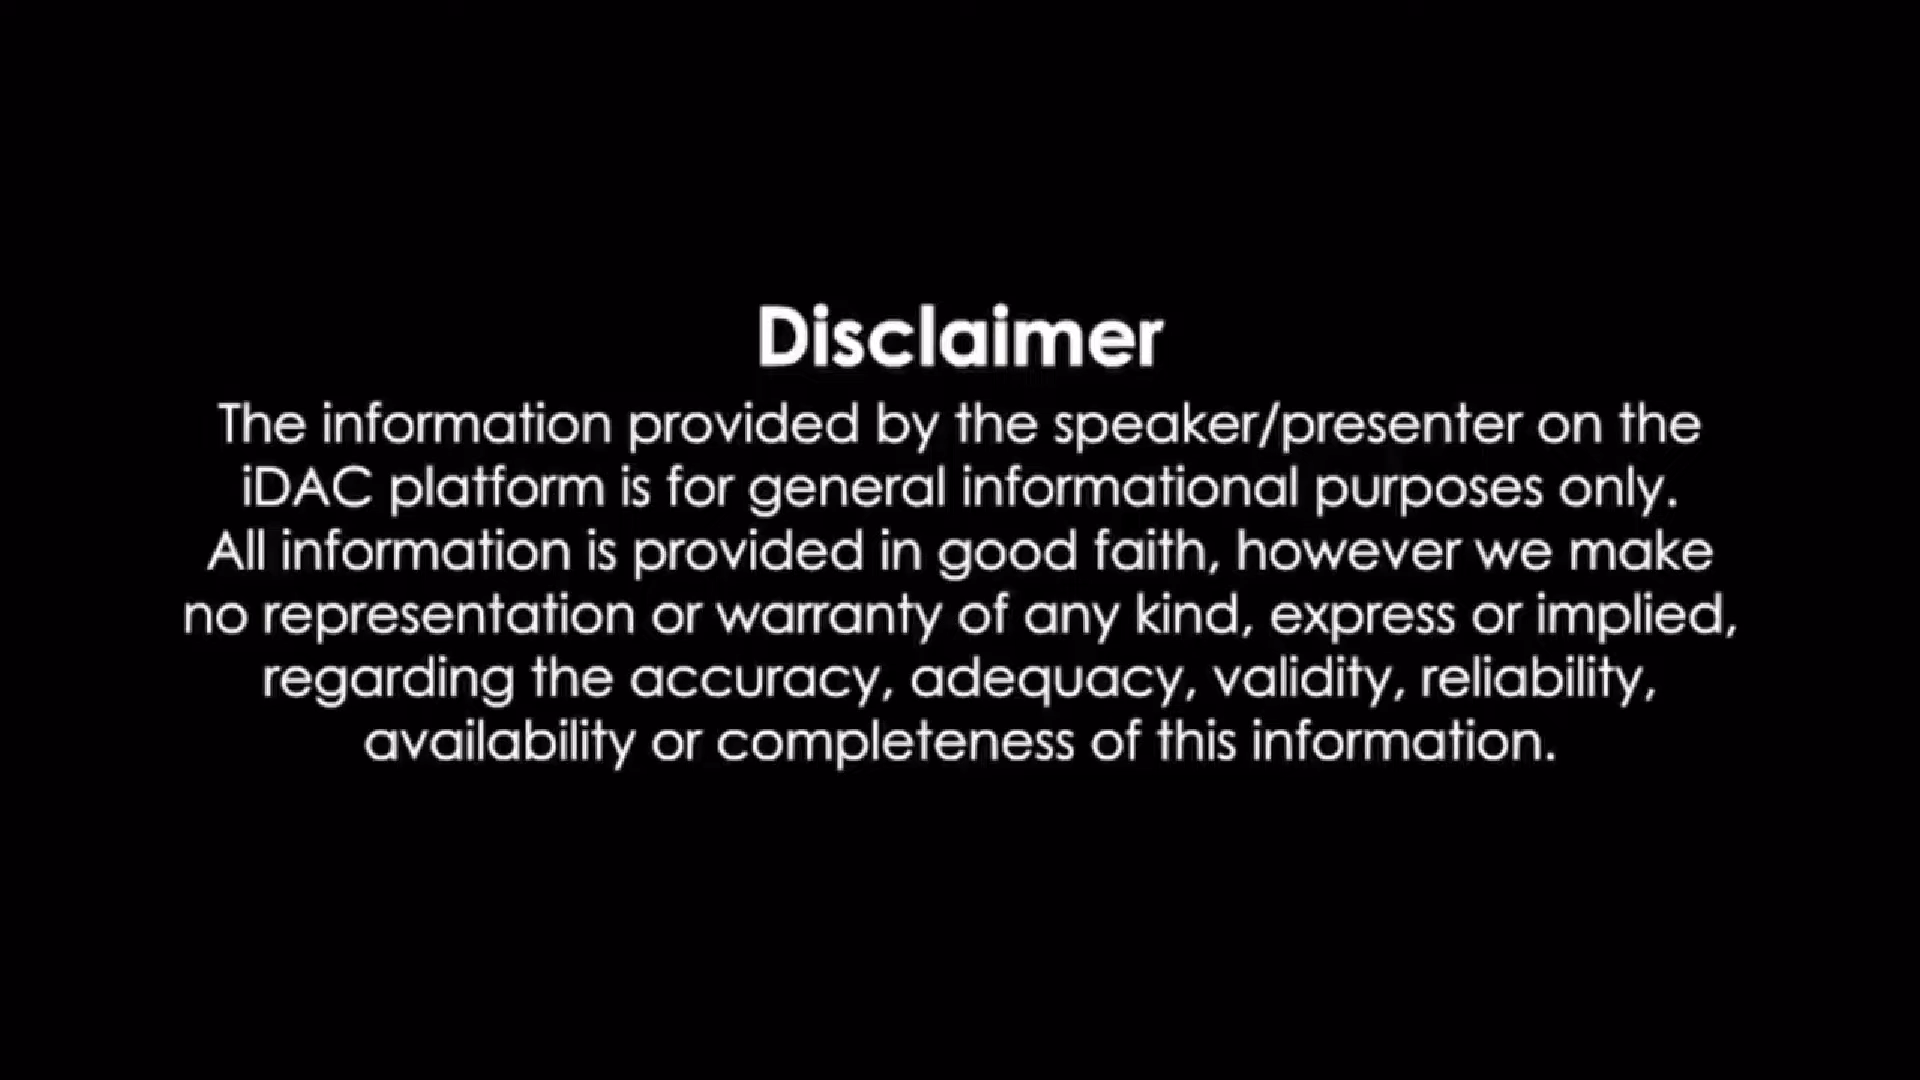 Disclaimer
The information provided by the speaker/presenter on the
iDAC platform is for general informational purposes only.
All information is provided in good faith, however we make
no representation or warranty of any kind, express or implied,
regarding the accuracy, adequacy, validity, reliability,
availability or completeness of this information.